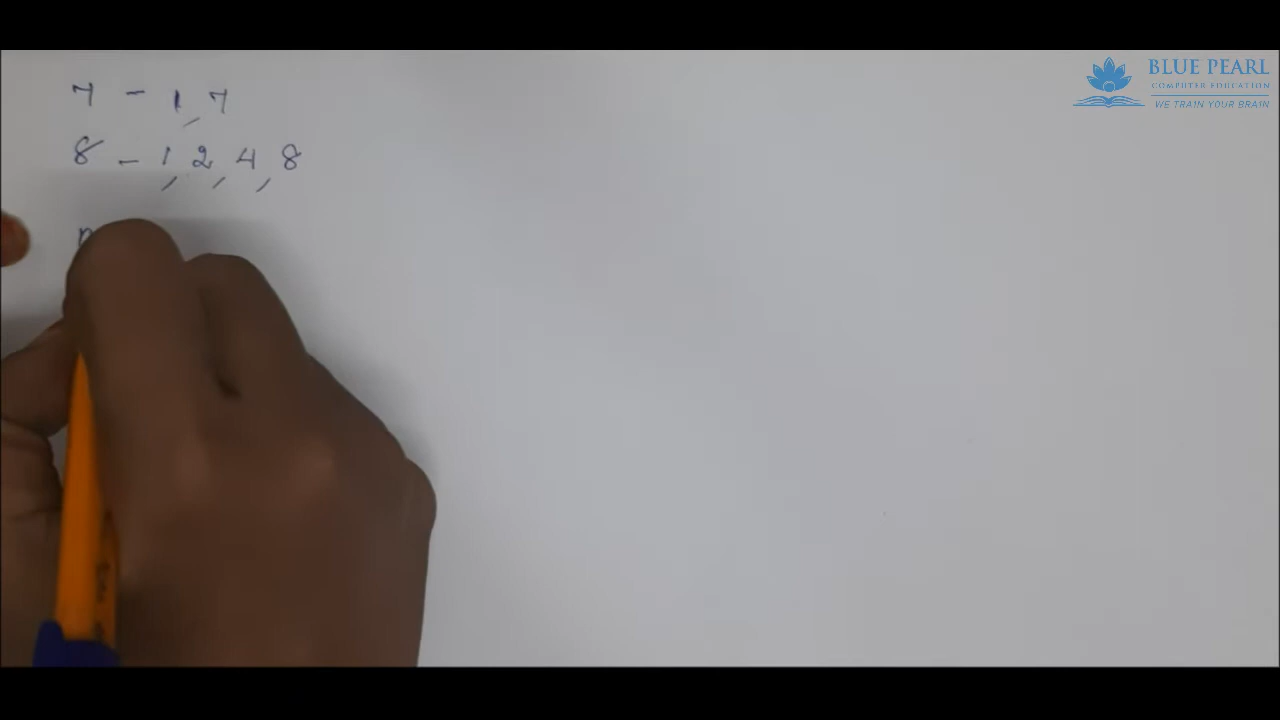 7 - 1, 7
8 - 1, 2, 4, 8
BLUE PEARL
COMPUTER EDUCATION
WE TRAIN YOUR BRAIN